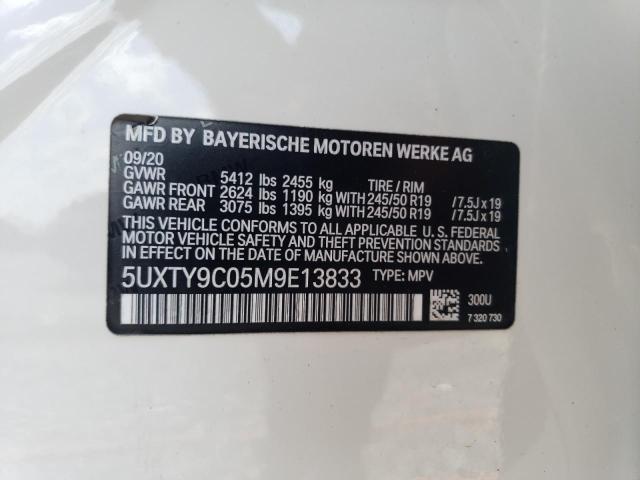 MFD BY BAYERISCHE MOTOREN WERKE AG
09/20
GVWR 5412 lbs 2455 kg TIRE / RIM
GAWR FRONT 2624 lbs 1190 kg WITH 245/50 R19 /7.5J x 19
GAWR REAR 3075 lbs 1395 kg WITH 245/50 R19 /7.5J x 19
THIS VEHICLE CONFORMS TO ALL APPLICABLE U. S. FEDERAL
MOTOR VEHICLE SAFETY AND THEFT PREVENTION STANDARDS
IN EFFECT ON THE DATE OF MANUFACTURE SHOWN ABOVE.
5UXTY9C05M9E13833 TYPE: MPV
300U
7 320 730